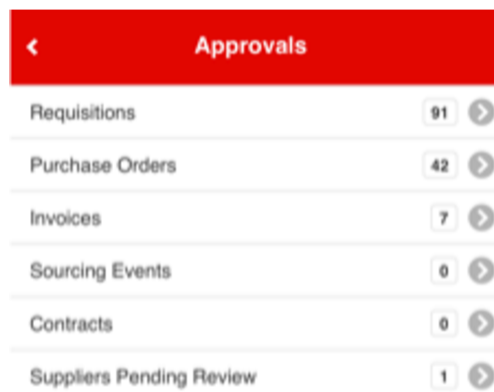 Approvals
Requisitions 91
Purchase Orders 42
Invoices 7
Sourcing Events 0
Contracts 0
Suppliers Pending Review 1